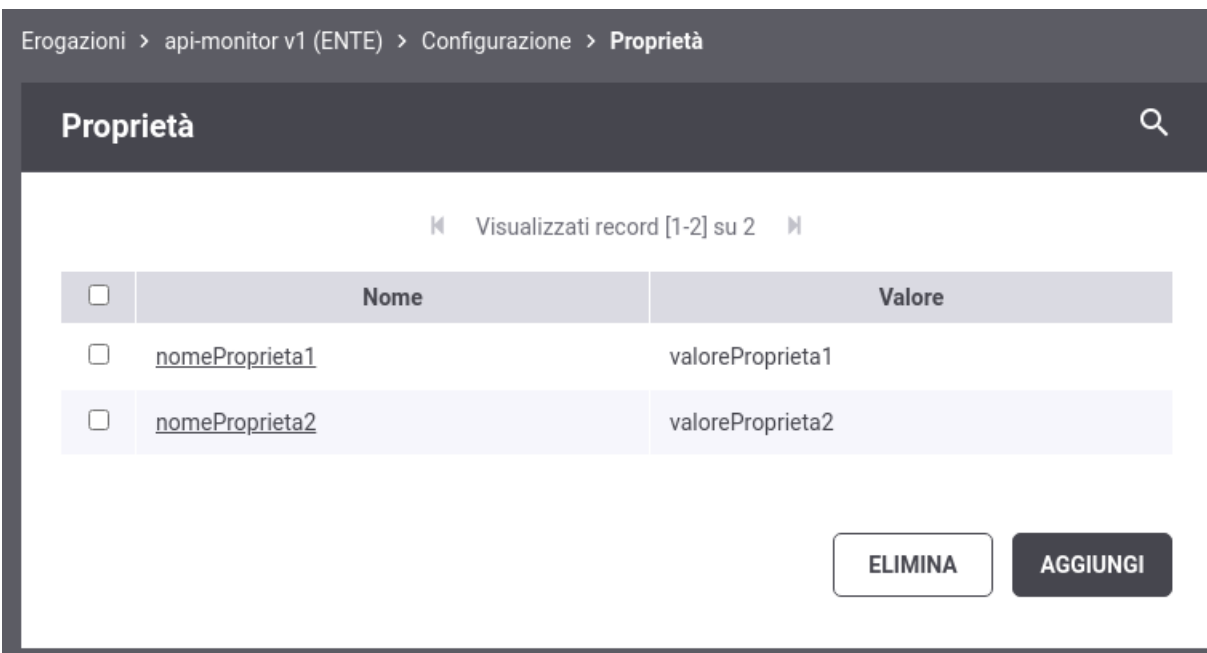 Erogazioni > api-monitor v1 (ENTE) > Configurazione > Proprietà
Proprietà
Visualizzati record [1-2] su 2
Nome Valore
nomeProprieta1 valoreProprieta1
nomeProprieta2 valoreProprieta2
ELIMINA AGGIUNGI